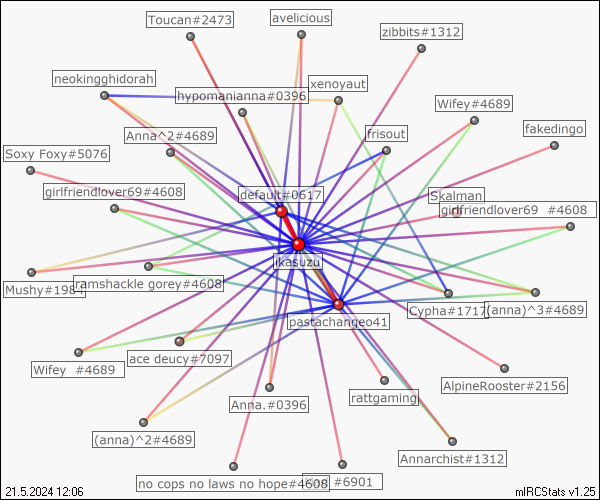 Toucan#2473
avelicious
zibbits#1312
neokingghidorah
xenoyaut
hypomanianna#0396
Wifey#4689
Anna^2#4689
frisout
fakedingo
Soxy Foxy#5076
girlfriendlover69#4608
default#0617
Skalman
girlfriendlover69 #4608
ikasuzu
Mushy#1984
ramshackle gorey#4608
pastachangeo41
Cypha#1717
(anna)^3#4689
Wifey #4689
ace deucy#7097
AlpineRooster#2156
Anna.#0396
rattgaming
(anna)^2#4689
Annarchist#1312
no cops no laws no hope#4608
#6901
21.5.2024 12:06
mIRCStats v1.25